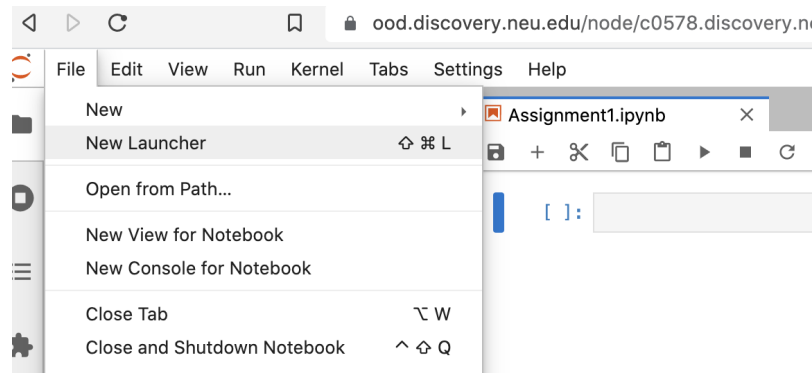 ood.discovery.neu.edu/node/c0578.discovery.n
File Edit View Run Kernel Tabs Settings Help
New
New Launcher ⇧ ⌘ L
Open from Path...
New View for Notebook
New Console for Notebook
Close Tab ⌥ W
Close and Shutdown Notebook ^ ⇧ Q
Assignment1.ipynb
[ ]: